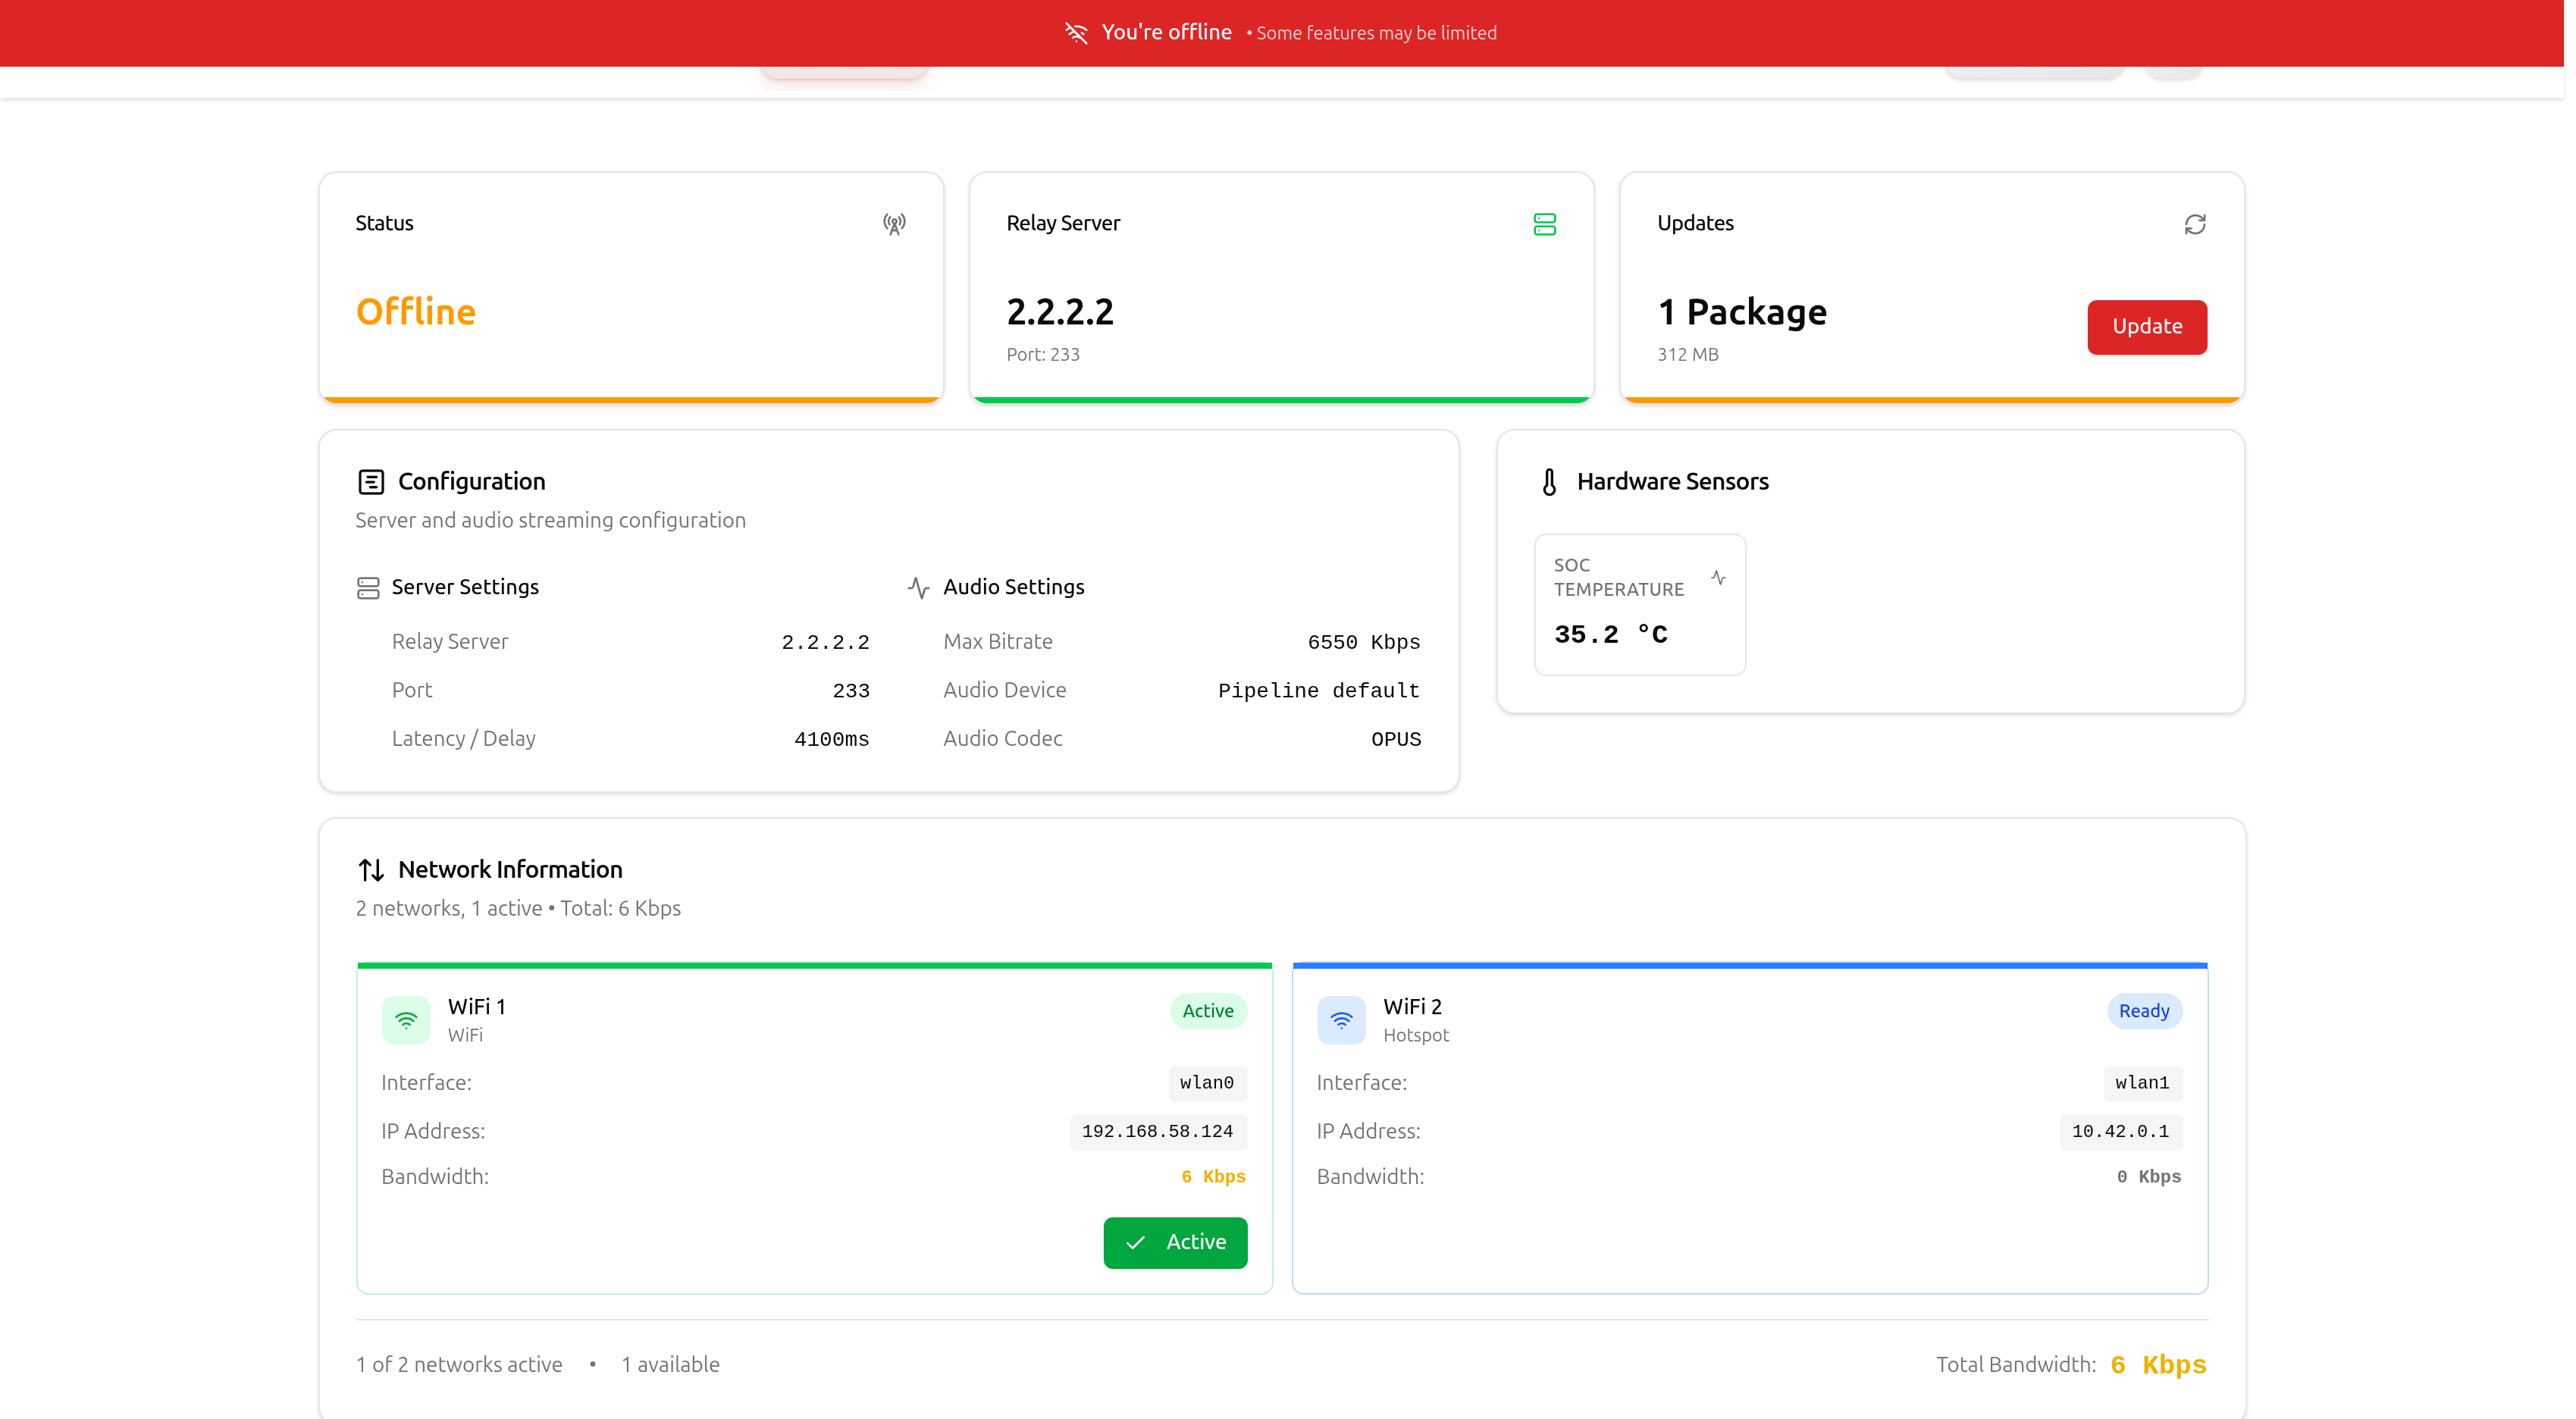 You're offline • Some features may be limited
Status
Offline
Relay Server
2.2.2.2
Port: 233
Updates
1 Package
312 MB
Update
Configuration
Server and audio streaming configuration
Server Settings
Relay Server 2.2.2.2
Port 233
Latency / Delay 4100ms
Audio Settings
Max Bitrate 6550 Kbps
Audio Device Pipeline default
Audio Codec OPUS
Hardware Sensors
SOC
TEMPERATURE
35.2 °C
Network Information
2 networks, 1 active • Total: 6 Kbps
WiFi 1 Active
WiFi
Interface: wlan0
IP Address: 192.168.58.124
Bandwidth: 6 Kbps
Active
WiFi 2 Ready
Hotspot
Interface: wlan1
IP Address: 10.42.0.1
Bandwidth: 0 Kbps
1 of 2 networks active • 1 available
Total Bandwidth: 6 Kbps